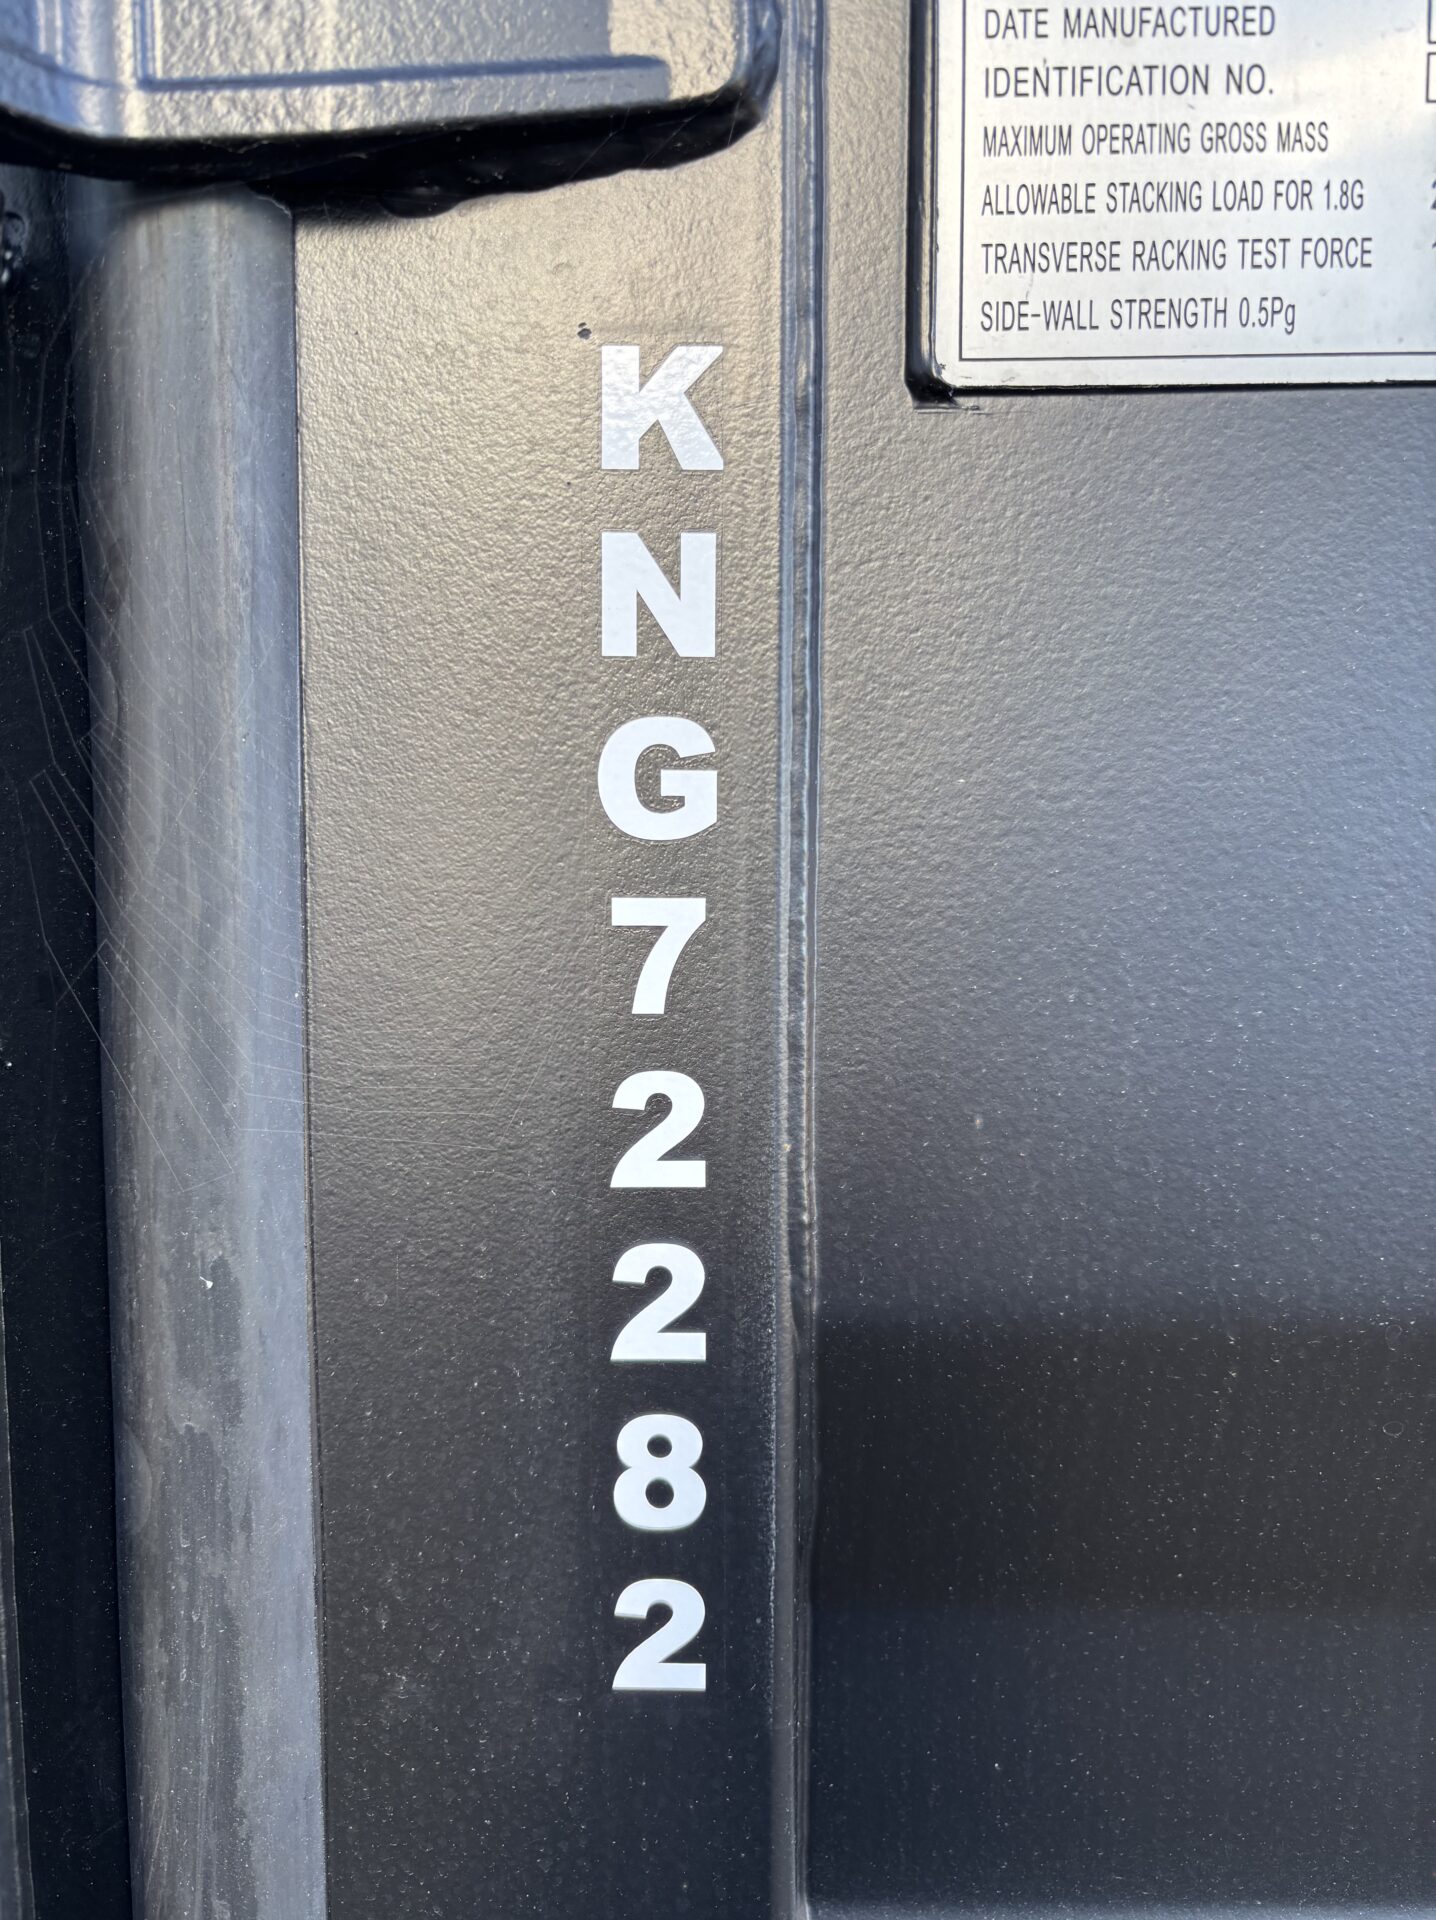 DATE MANUFACTURED
IDENTIFICATION NO.
MAXIMUM OPERATING GROSS MASS
ALLOWABLE STACKING LOAD FOR 1.8G
TRANSVERSE RACKING TEST FORCE
SIDE-WALL STRENGTH 0.5Pg
K
N
G
7
2
2
8
2